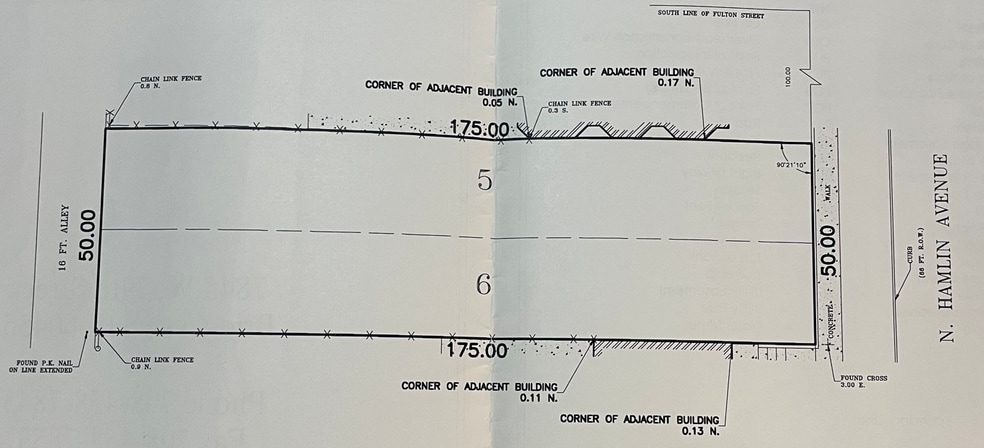 SOUTH LINE OF FULTON STREET
100.00
CHAIN LINK FENCE
0.8 N.
CORNER OF ADJACENT BUILDING
0.05 N.
CORNER OF ADJACENT BUILDING
0.17 N.
CHAIN LINK FENCE
0.3 S.
175.00
90°21'10"
5
16 FT. ALLEY
50.00
6
50.00
WALK
CONCRETE
CURB
(66 FT. R.O.W.)
N. HAMLIN AVENUE
175.00
FOUND P.K. NAIL
ON LINE EXTENDED
CHAIN LINK FENCE
0.9 N.
CORNER OF ADJACENT BUILDING
0.11 N.
CORNER OF ADJACENT BUILDING
0.13 N.
FOUND CROSS
3.00 E.